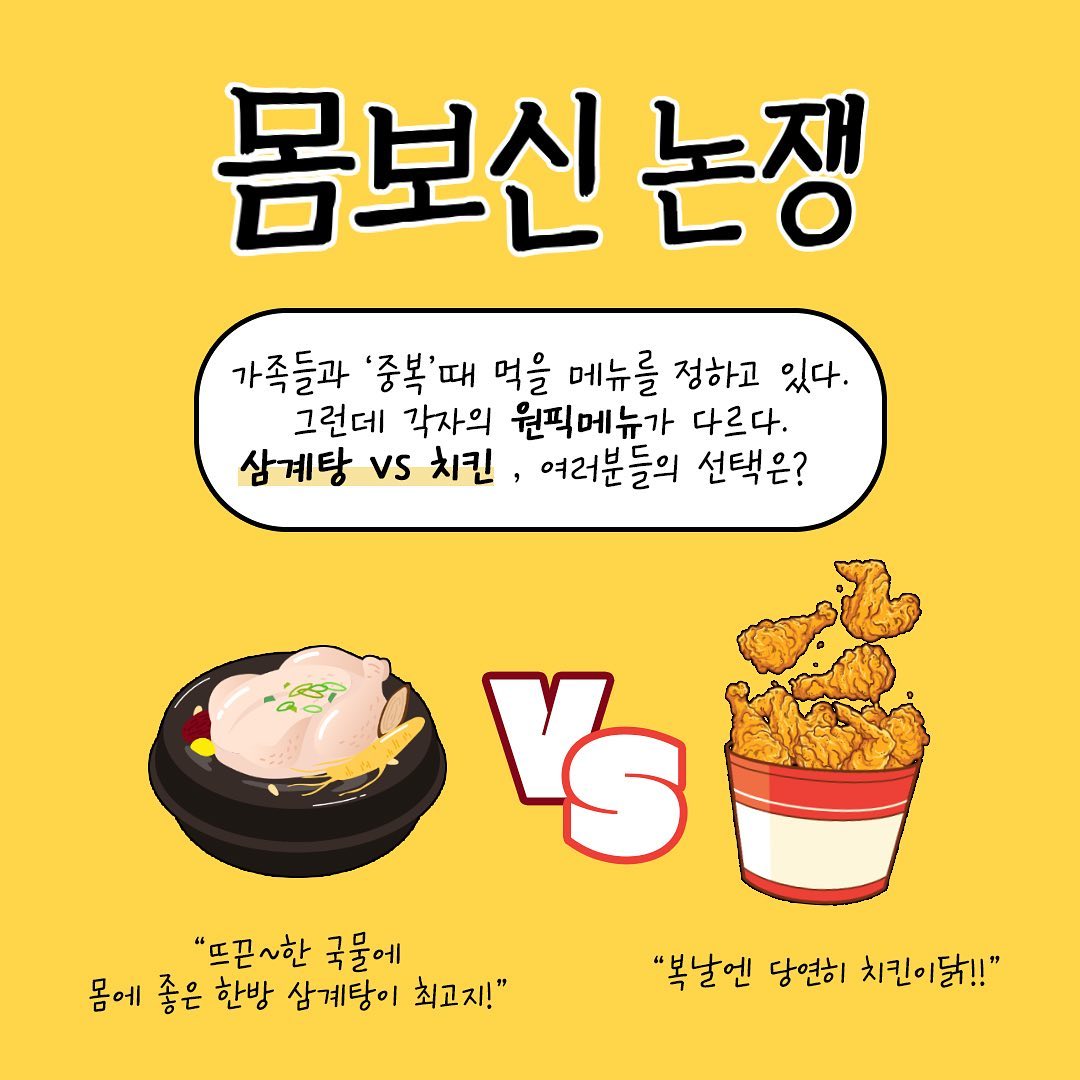 몸보신 논쟁
가족들과 ‘중복’때 먹을 메뉴를 정하고 있다.
그런데 각자의 원픽메뉴가 다르다.
삼계탕 VS 치킨 , 여러분들의 선택은?
VS
“뜨끈~한 국물에
몸에 좋은 한방 삼계탕이 최고지!”
“복날엔 당연히 치킨이닭!!”